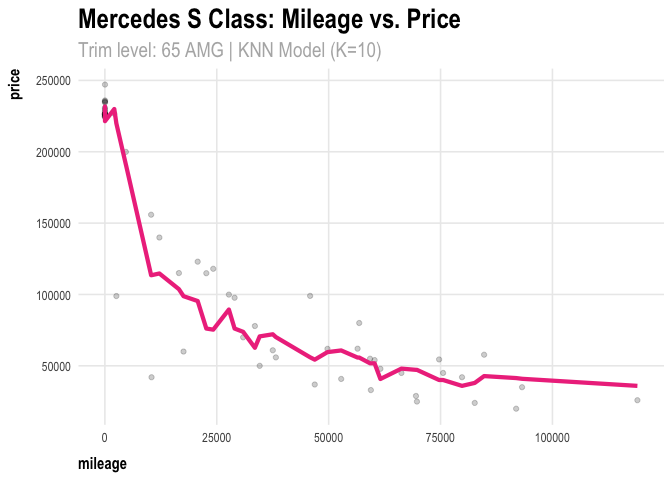 Mercedes S Class: Mileage vs. Price
Trim level: 65 AMG | KNN Model (K=10)
price
250000
200000
150000
100000
50000
0
25000
50000
75000
100000
mileage